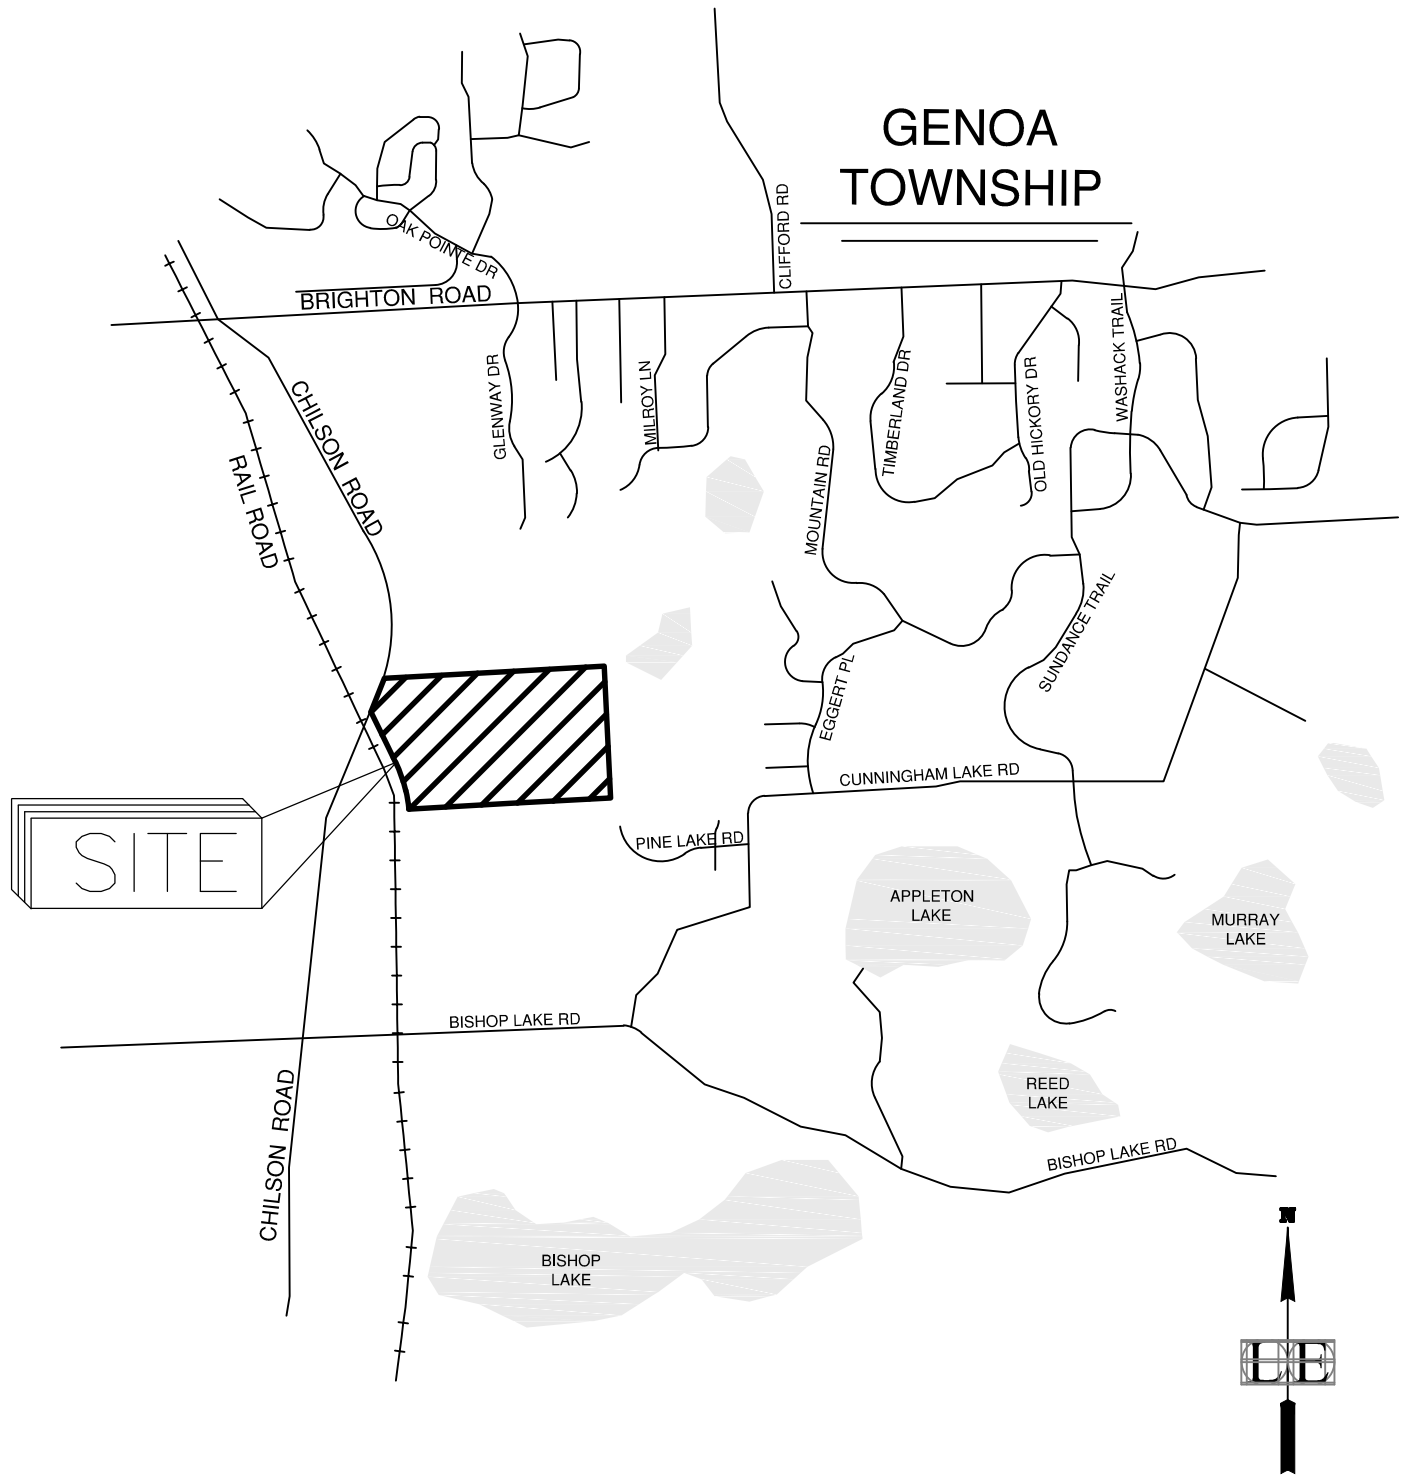 GENOA
TOWNSHIP
CLIFFORD RD
OAK POINTE DR
BRIGHTON ROAD
WASHACK TRAIL
GLENWAY DR
MILROY LN
TIMBERLAND DR
OLD HICKORY DR
CHILSON ROAD
RAIL ROAD
MOUNTAIN RD
SUNDANCE TRAIL
EGGERT PL
CUNNINGHAM LAKE RD
SITE
PINE LAKE RD
APPLETON
LAKE
MURRAY
LAKE
BISHOP LAKE RD
REED
LAKE
CHILSON ROAD
BISHOP LAKE RD
BISHOP
LAKE
N
LE